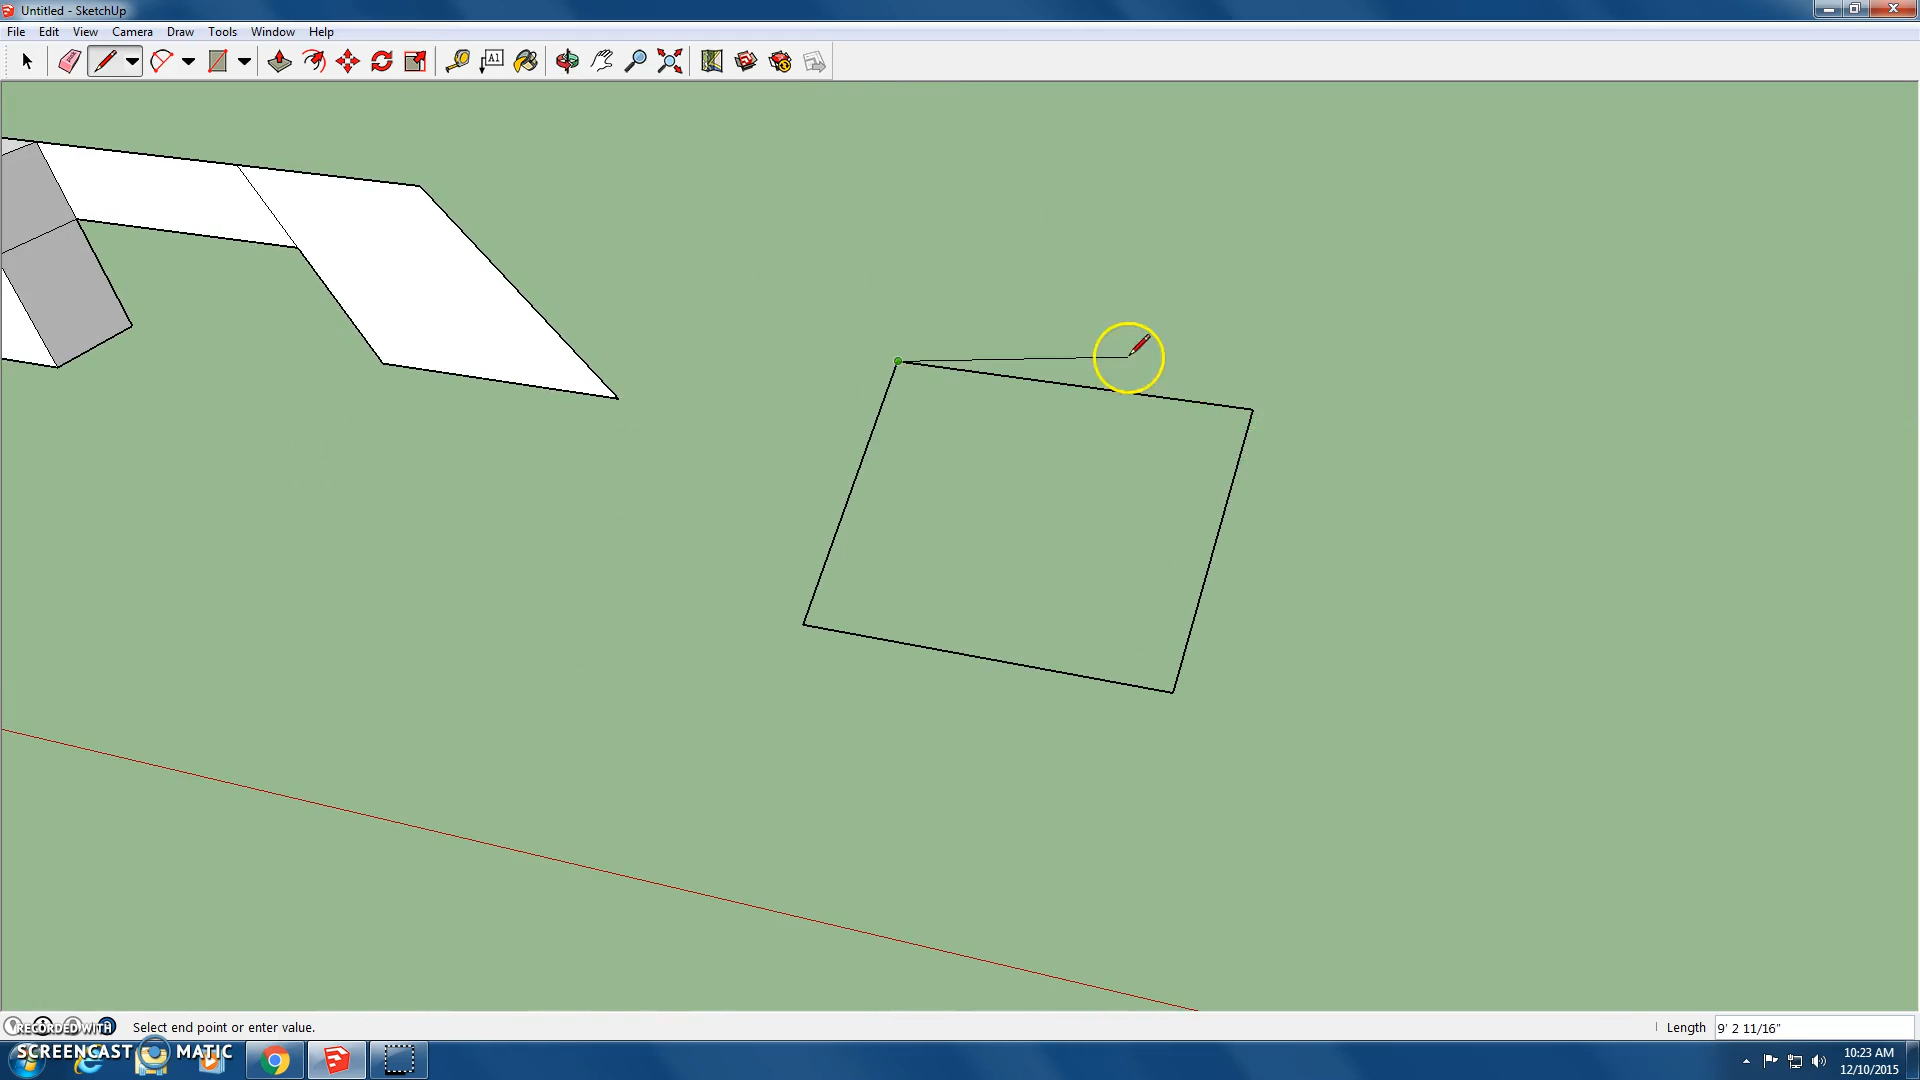 Untitled - SketchUp
File Edit View Camera Draw Tools Window Help
A1
Select end point or enter value.
Length 9' 2 11/16"
RECORDED WITH
SCREENCAST MATIC
10:23 AM
12/10/2015